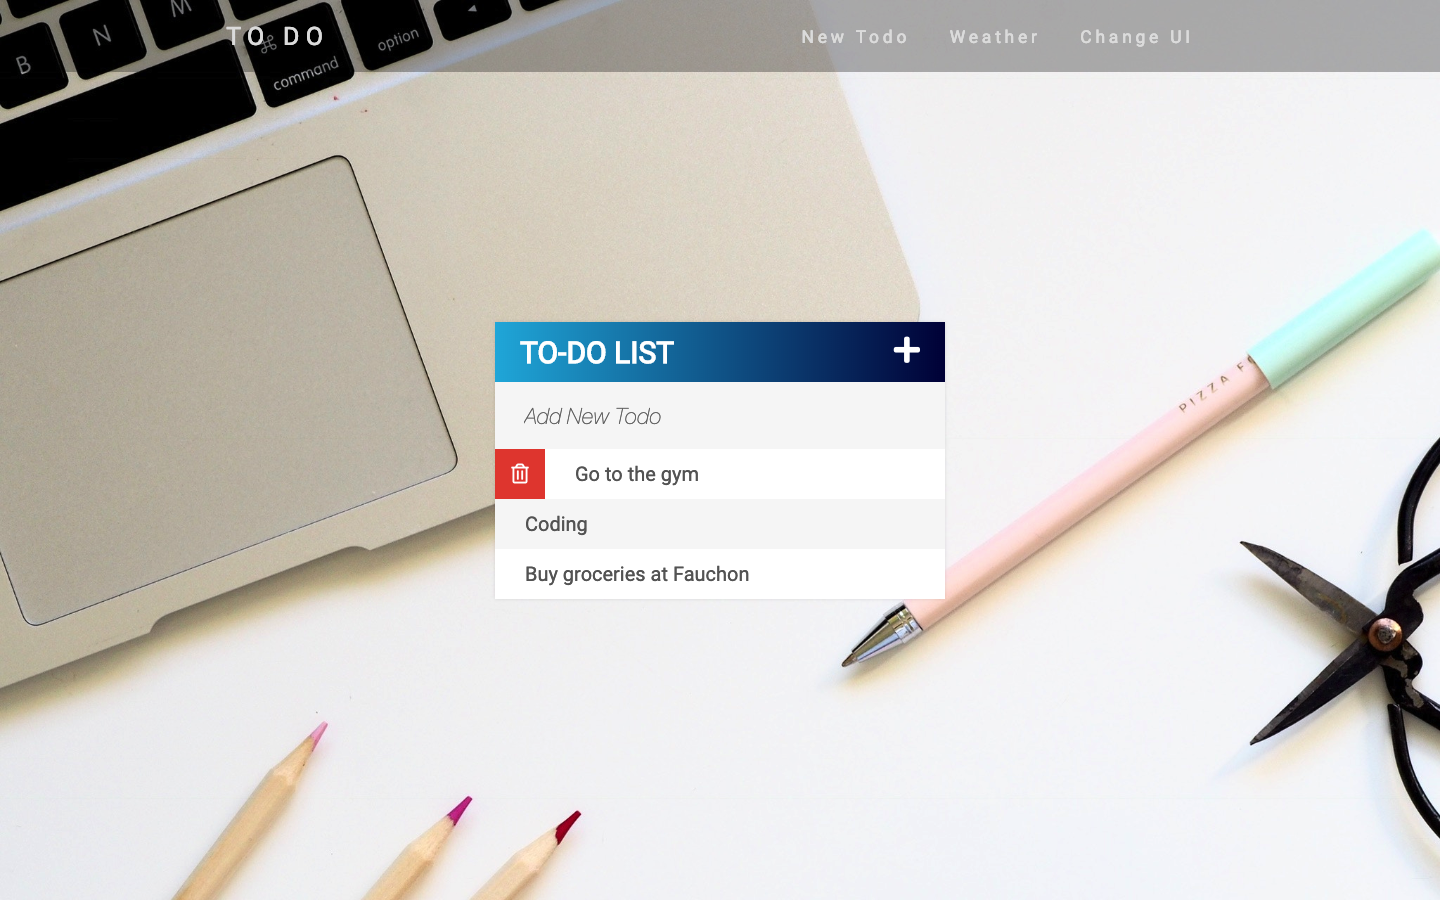 TO DO
New Todo Weather Change UI
B N M ⌘ command option
TO-DO LIST
Add New Todo
Go to the gym
Coding
Buy groceries at Fauchon
PIZZA